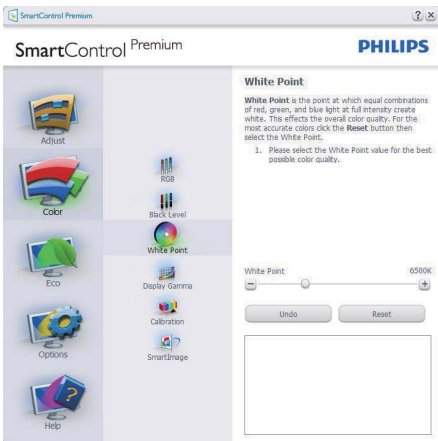 SmartControl Premium
SmartControl Premium
PHILIPS
Adjust
Color
Eco
Options
Help
RGB
Black Level
White Point
Display Gamma
Calibration
SmartImage
White Point
White Point is the point at which equal combinations
of red, green, and blue light at full intensity create
white. This effects the overall color quality. For the
most accurate colors click the Reset button then
select the White Point.
1. Please select the White Point value for the best
possible color quality.
White Point 6500K
Undo Reset